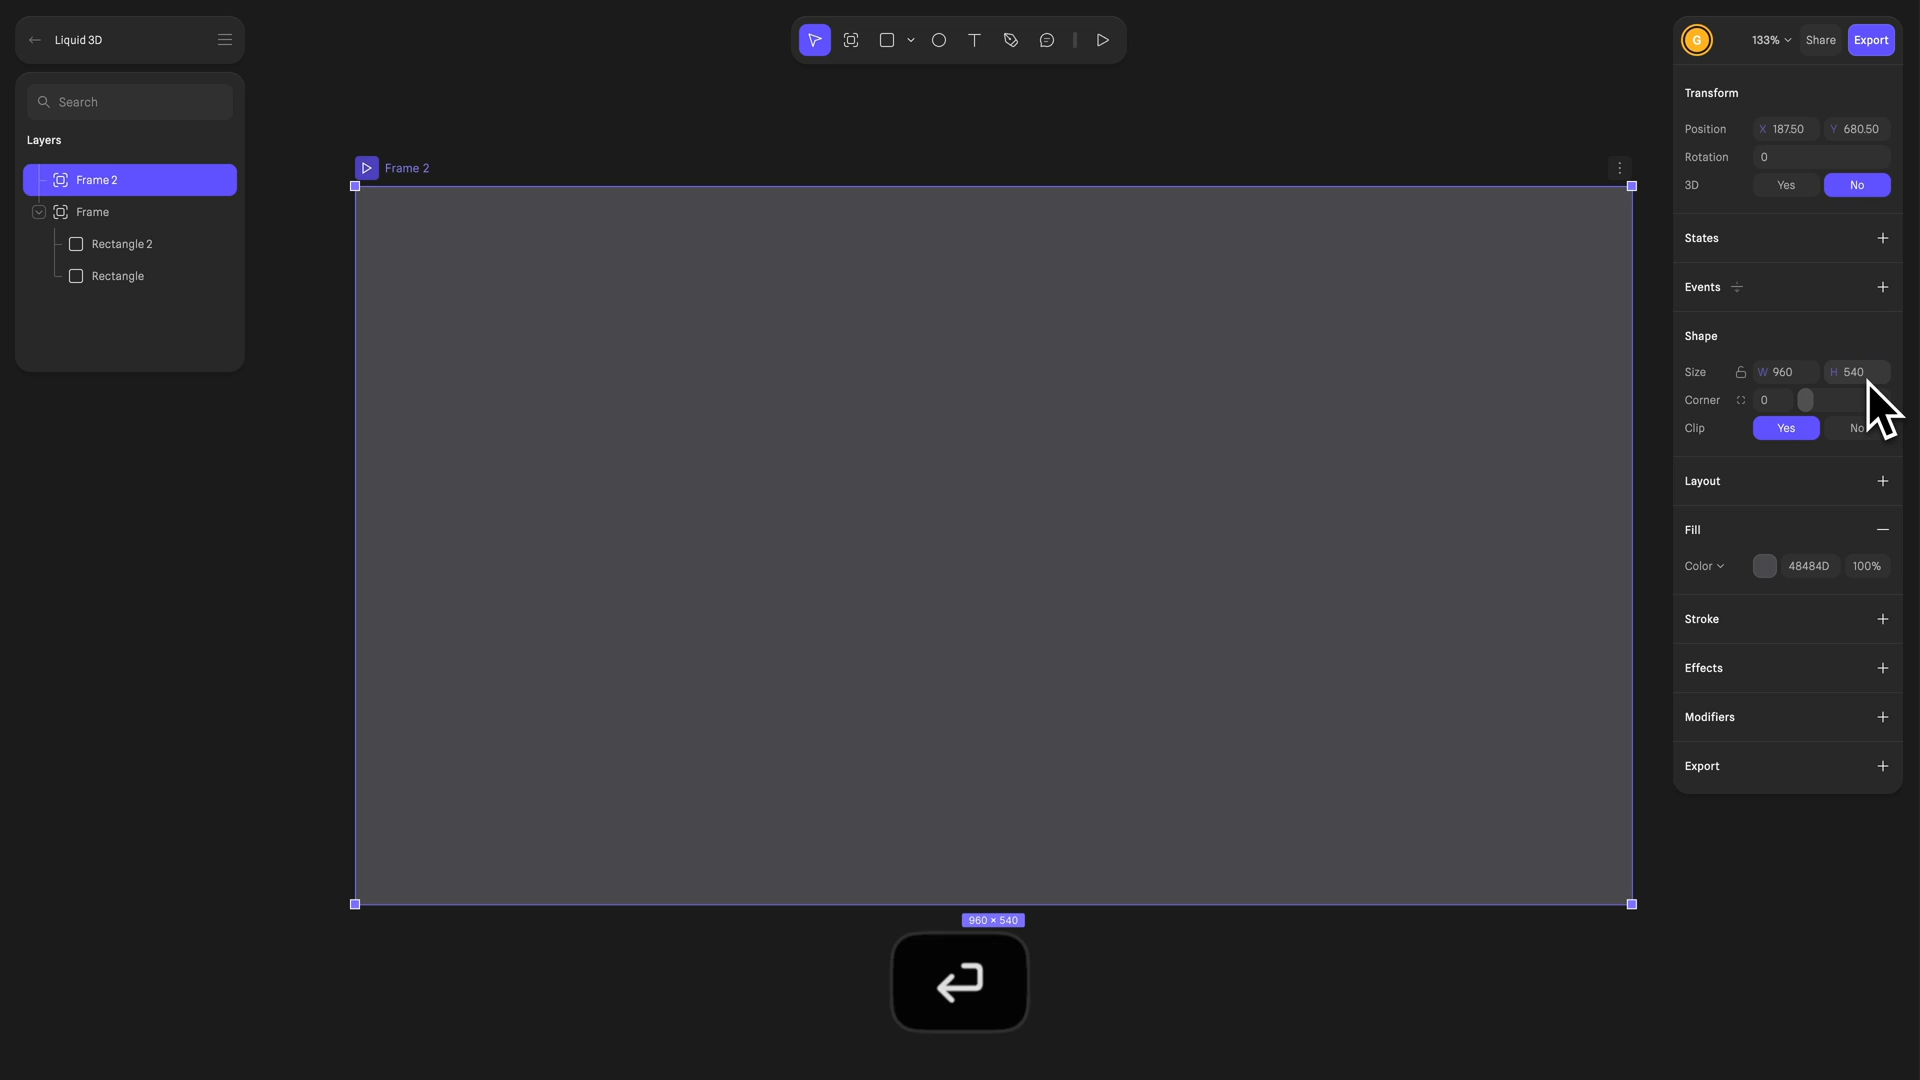 Liquid 3D
Search
Layers
Frame 2
Frame
Rectangle 2
Rectangle
Frame 2
960 × 540
G
133%
Share
Export
Transform
Position X 187.50 Y 680.50
Rotation 0
3D Yes No
States
Events
Shape
Size W 960 H 540
Corner 0
Clip Yes No
Layout
Fill
Color 48484D 100%
Stroke
Effects
Modifiers
Export